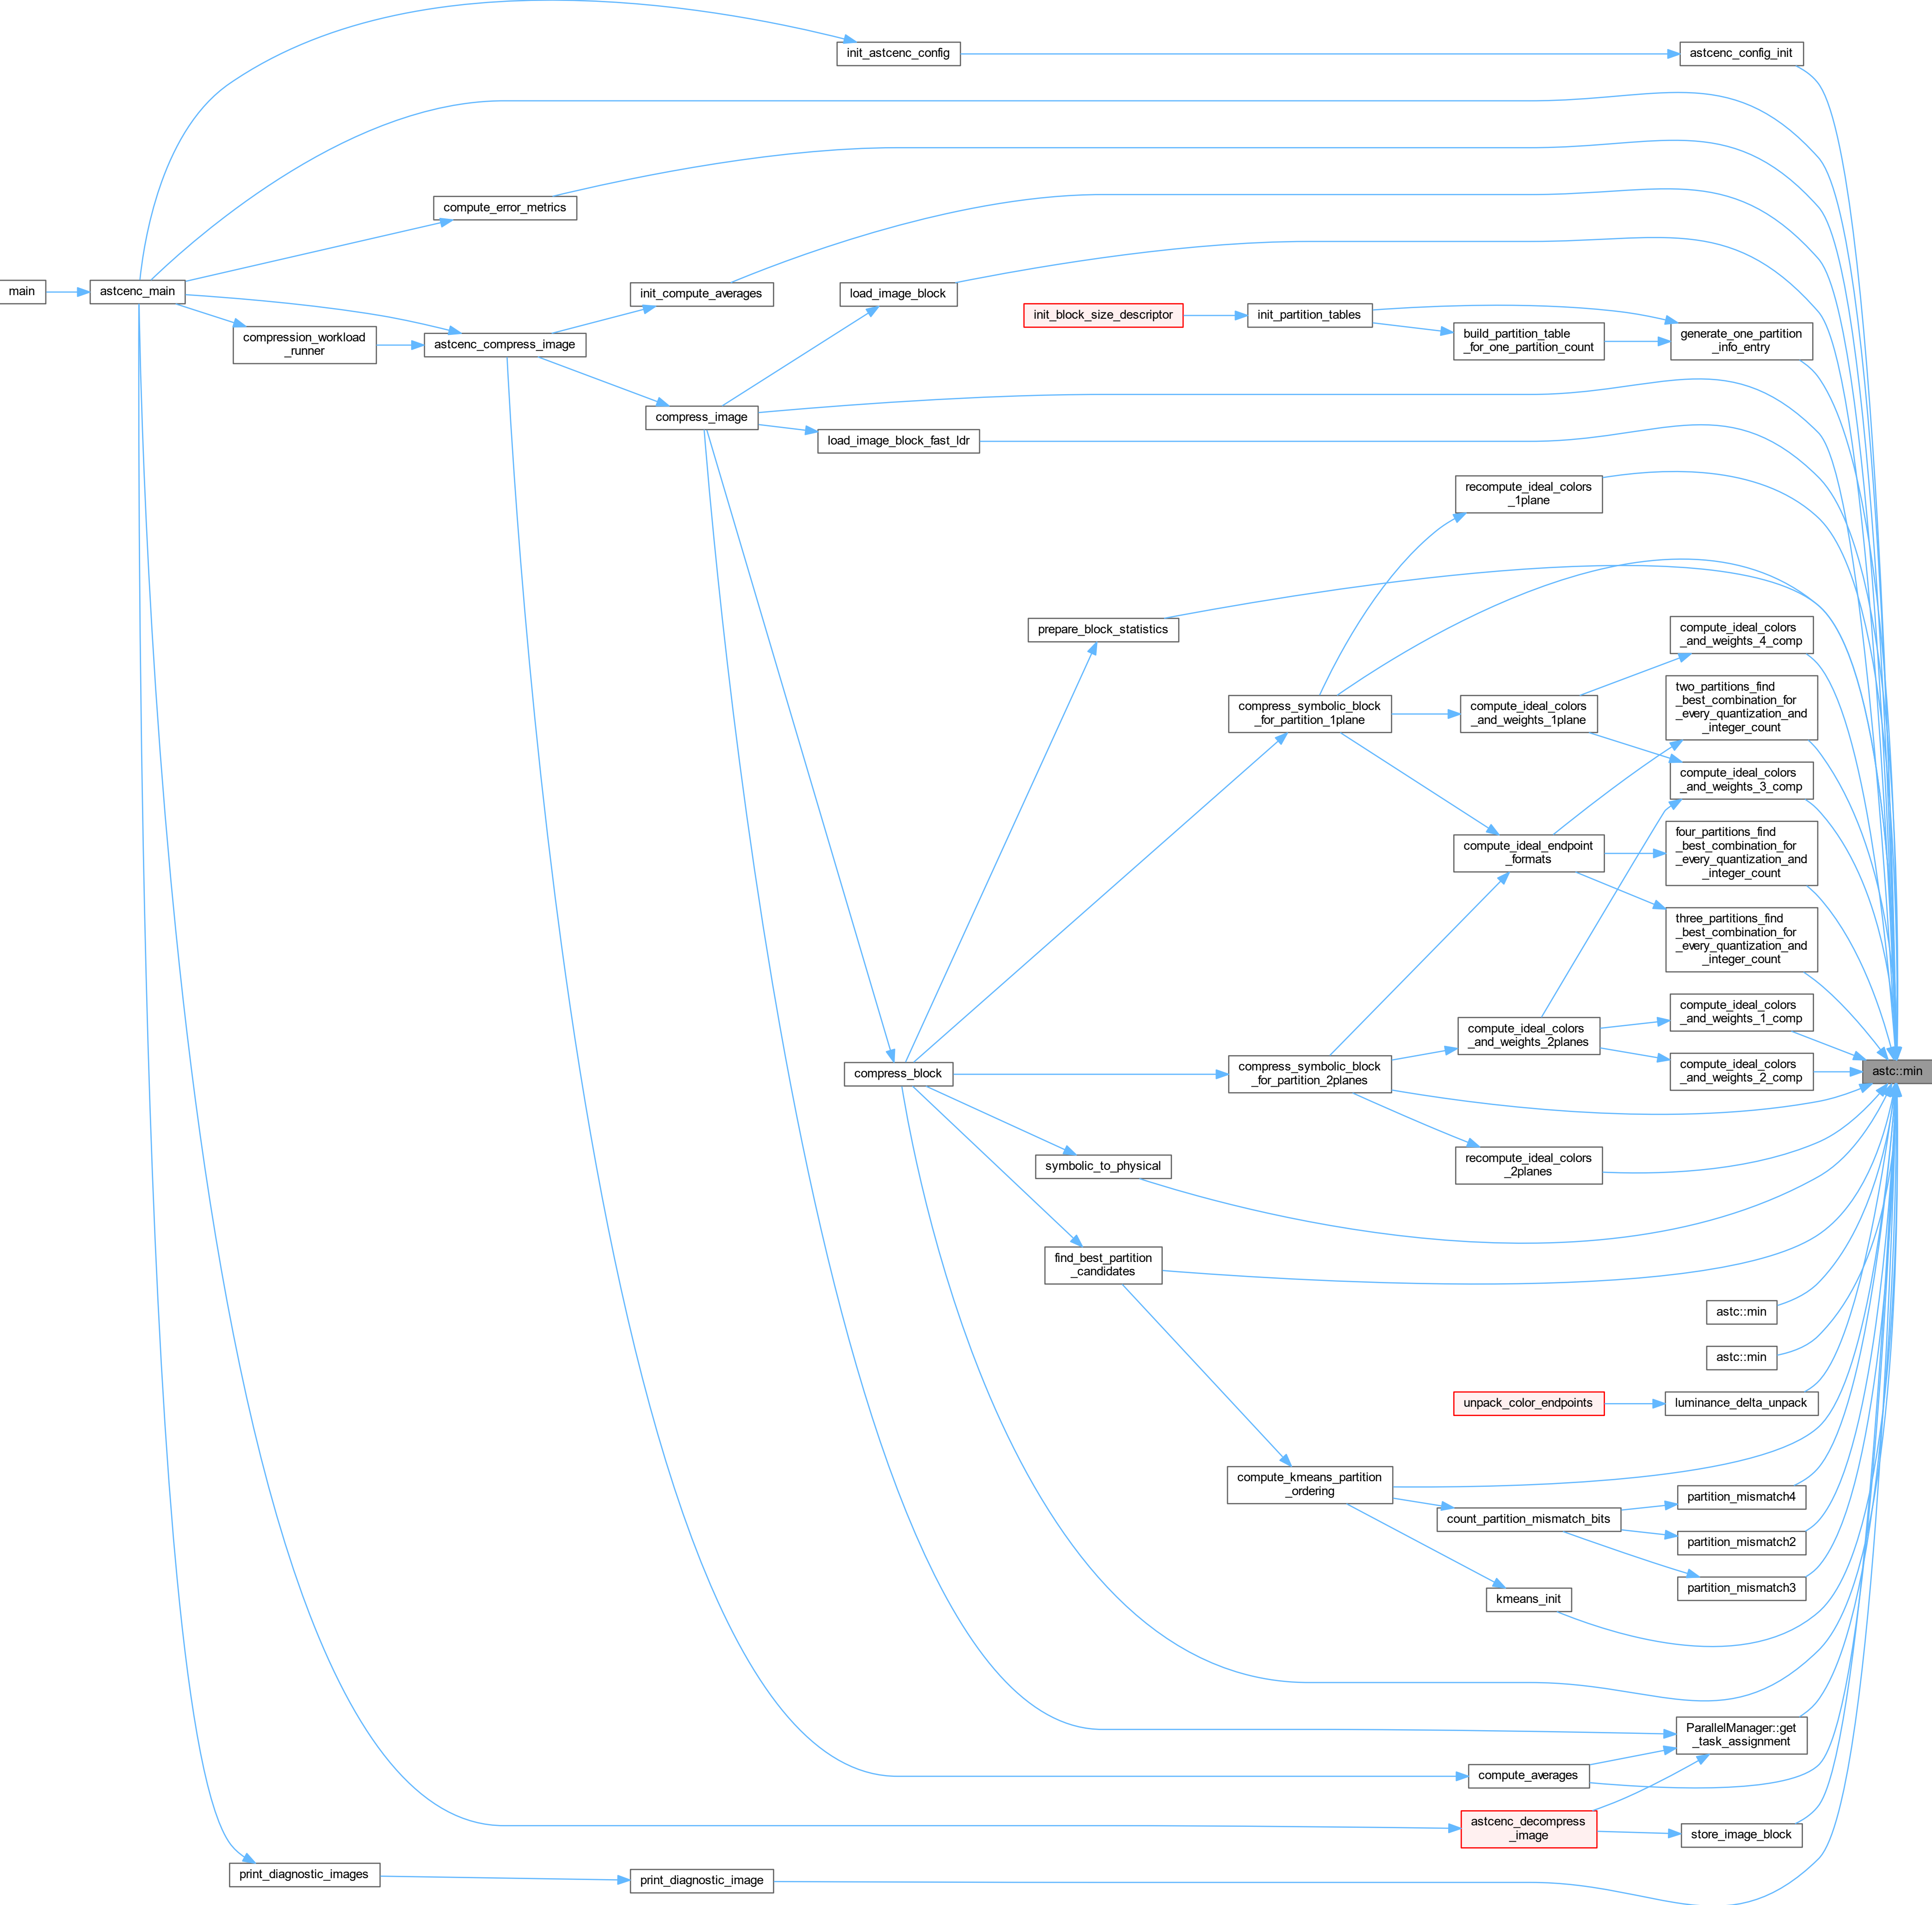 init_astcenc_config
astcenc_config_init
compute_error_metrics
main
astcenc_main
init_compute_averages
load_image_block
init_block_size_descriptor
init_partition_tables
compression_workload
_runner
astcenc_compress_image
build_partition_table
_for_one_partition_count
generate_one_partition
_info_entry
compress_image
load_image_block_fast_ldr
recompute_ideal_colors
_1plane
prepare_block_statistics
compute_ideal_colors
_and_weights_4_comp
compress_symbolic_block
_for_partition_1plane
compute_ideal_colors
_and_weights_1plane
two_partitions_find
_best_combination_for
_every_quantization_and
_integer_count
compute_ideal_colors
_and_weights_3_comp
compute_ideal_endpoint
_formats
four_partitions_find
_best_combination_for
_every_quantization_and
_integer_count
three_partitions_find
_best_combination_for
_every_quantization_and
_integer_count
compute_ideal_colors
_and_weights_1_comp
compute_ideal_colors
_and_weights_2planes
compress_block
compress_symbolic_block
_for_partition_2planes
compute_ideal_colors
_and_weights_2_comp
astc::min
symbolic_to_physical
recompute_ideal_colors
_2planes
find_best_partition
_candidates
astc::min
astc::min
unpack_color_endpoints
luminance_delta_unpack
compute_kmeans_partition
_ordering
partition_mismatch4
count_partition_mismatch_bits
partition_mismatch2
partition_mismatch3
kmeans_init
ParallelManager::get
_task_assignment
compute_averages
astcenc_decompress
_image
store_image_block
print_diagnostic_images
print_diagnostic_image